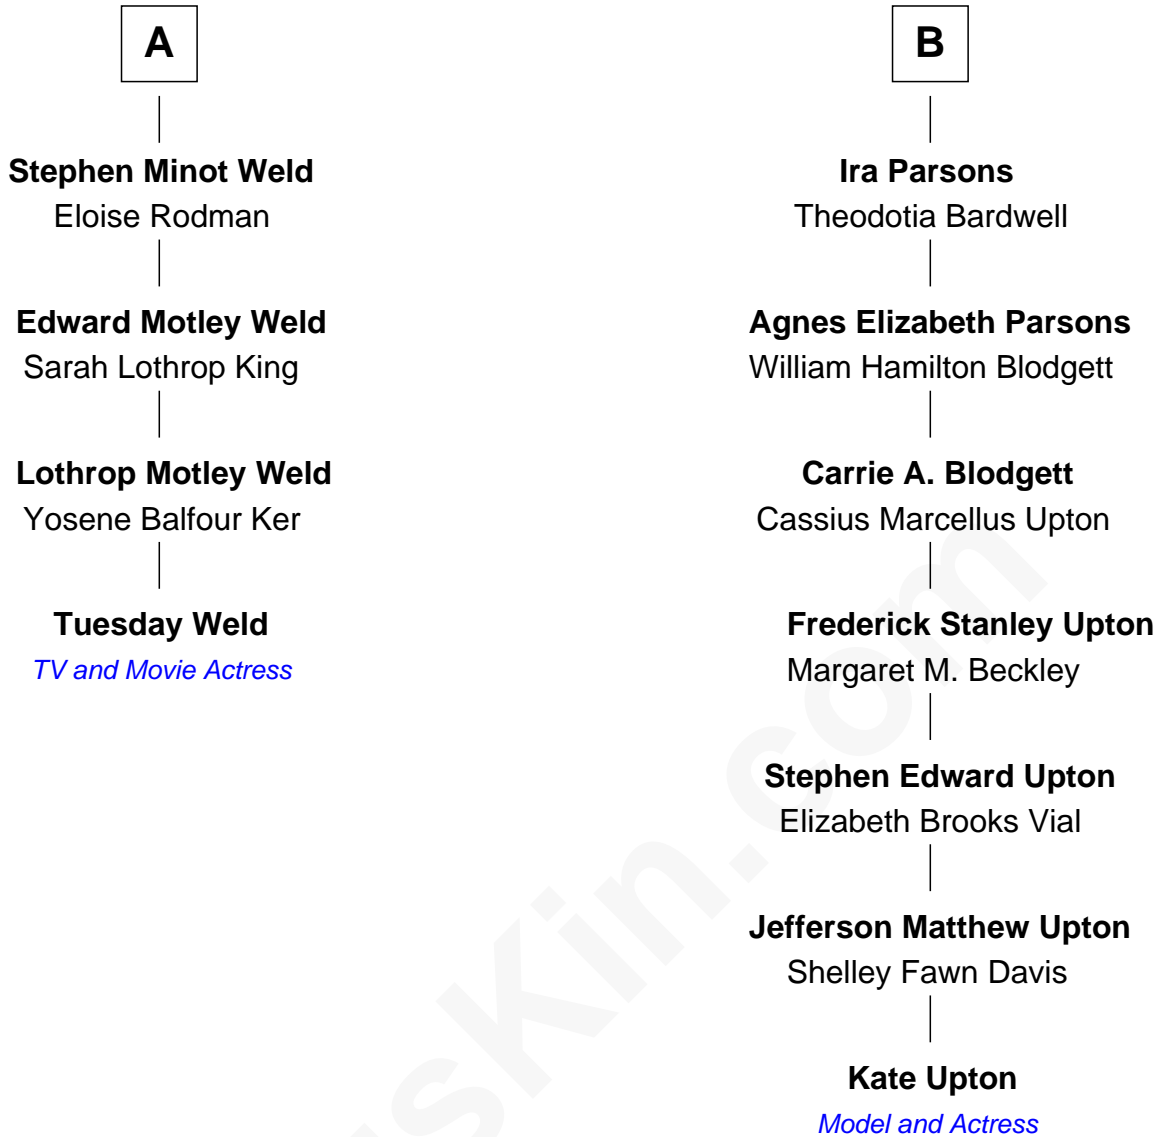 A
Stephen Minot Weld
Eloise Rodman
Edward Motley Weld
Sarah Lothrop King
Lothrop Motley Weld
Yosene Balfour Ker
Tuesday Weld
TV and Movie Actress
B
Ira Parsons
Theodotia Bardwell
Agnes Elizabeth Parsons
William Hamilton Blodgett
Carrie A. Blodgett
Cassius Marcellus Upton
Frederick Stanley Upton
Margaret M. Beckley
Stephen Edward Upton
Elizabeth Brooks Vial
Jefferson Matthew Upton
Shelley Fawn Davis
Kate Upton
Model and Actress
usKin.com